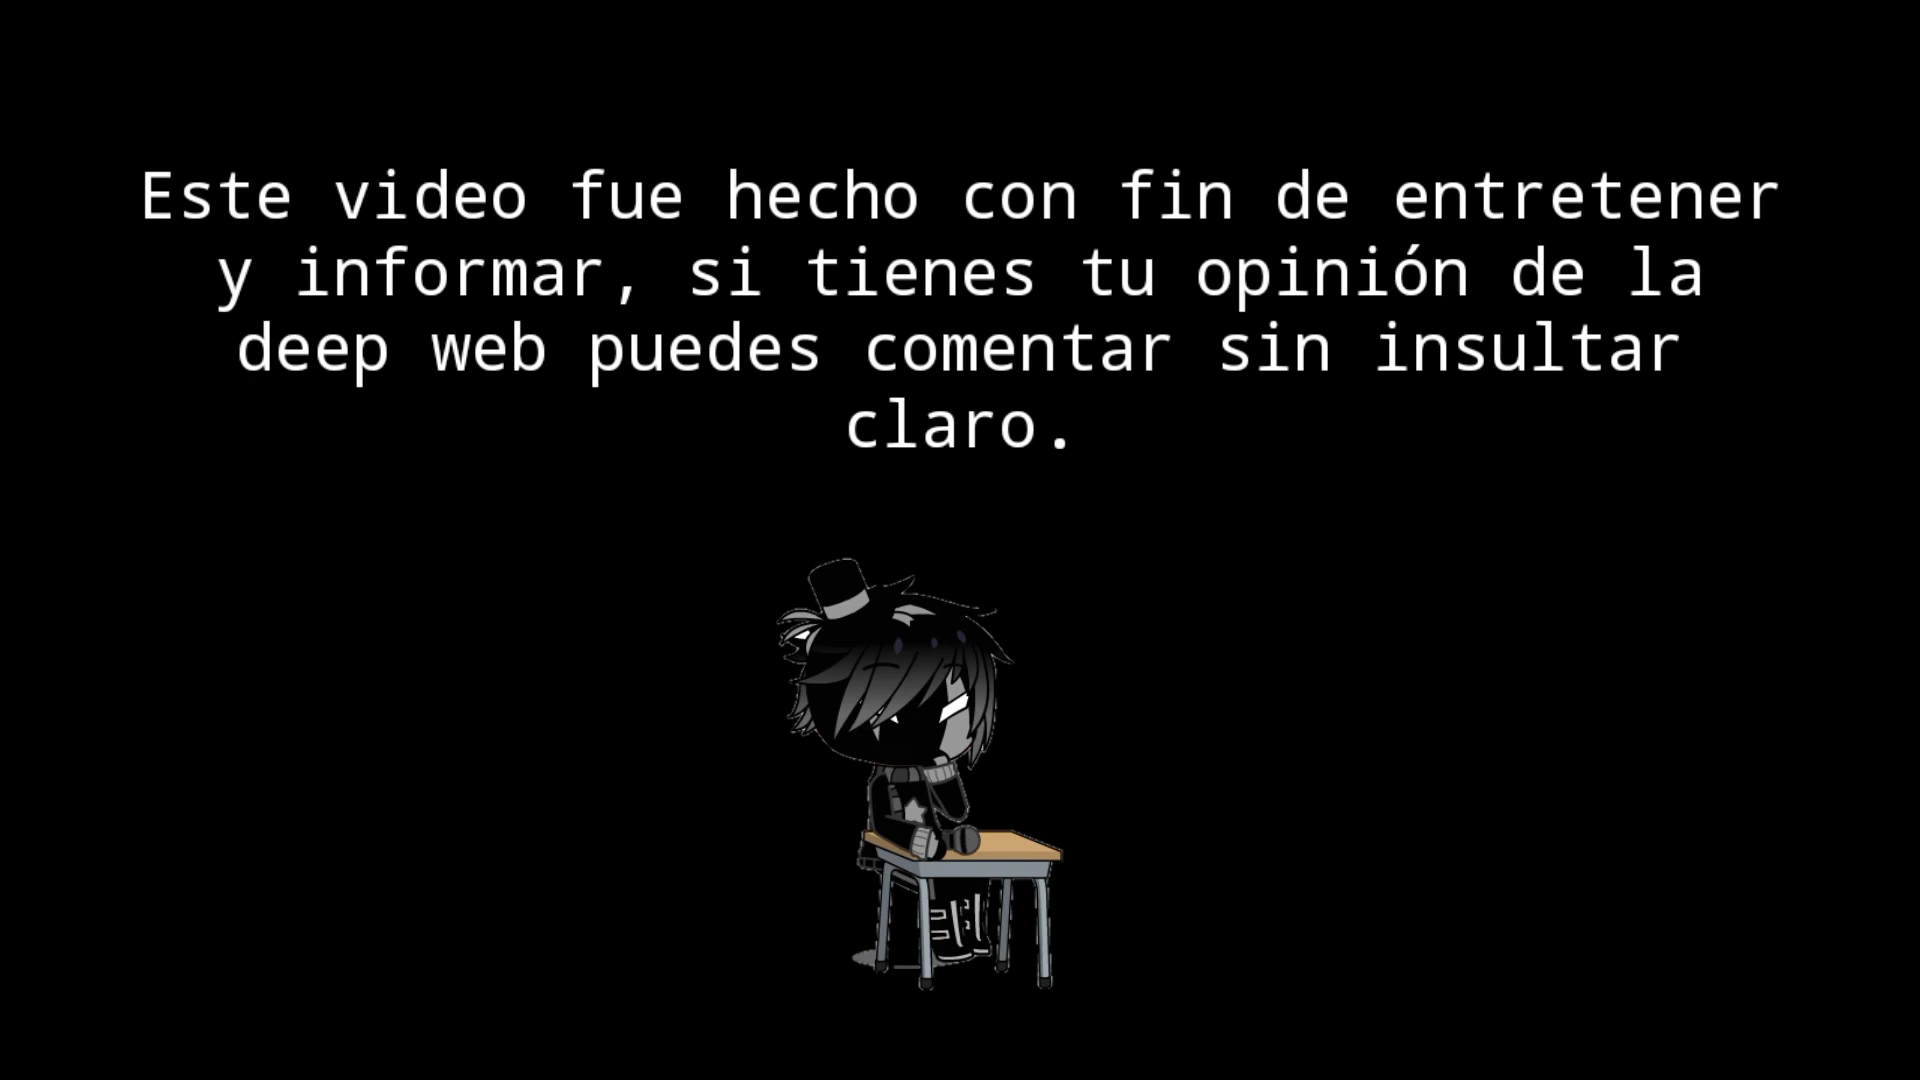 Este video fue hecho con fin de entretener
y informar, si tienes tu opinión de la
deep web puedes comentar sin insultar
claro.